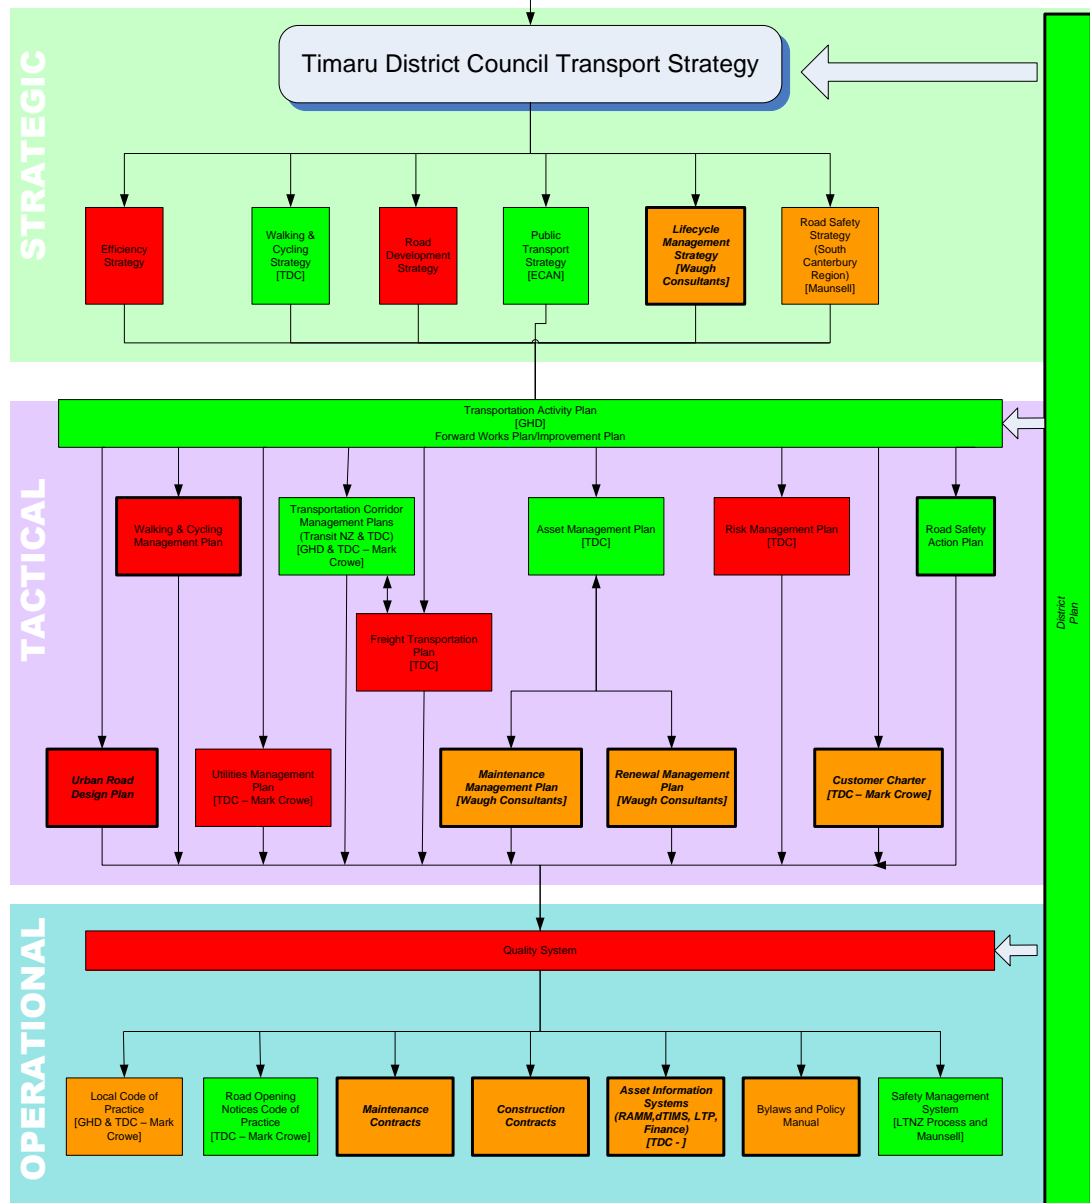 STRATEGIC
Timaru District Council Transport Strategy
Efficiency
Strategy
Walking &
Cycling
Strategy
[TDC]
Road
Development
Strategy
Public
Transport
Strategy
[ECAN]
Lifecycle
Management
Strategy
[Waugh
Consultants]
Road Safety
Strategy
(South
Canterbury
Region)
[Maunsell]
TACTICAL
Transportation Activity Plan
[GHD]
Forward Works Plan/Improvement Plan
Walking & Cycling
Management Plan
Transportation Corridor
Management Plans
(Transit NZ & TDC)
[GHD & TDC – Mark
Crowe]
Asset Management Plan
[TDC]
Risk Management Plan
[TDC]
Road Safety
Action Plan
Freight Transportation
Plan
[TDC]
District
Plan
Urban Road
Design Plan
Utilities Management
Plan
[TDC – Mark Crowe]
Maintenance
Management Plan
[Waugh Consultants]
Renewal Management
Plan
[Waugh Consultants]
Customer Charter
[TDC – Mark Crowe]
OPERATIONAL
Quality System
Local Code of
Practice
[GHD & TDC – Mark
Crowe]
Road Opening
Notices Code of
Practice
[TDC – Mark Crowe]
Maintenance
Contracts
Construction
Contracts
Asset Information
Systems
(RAMM,dTIMS, LTP,
Finance)
[TDC - ]
Bylaws and Policy
Manual
Safety Management
System
[LTNZ Process and
Maunsell]